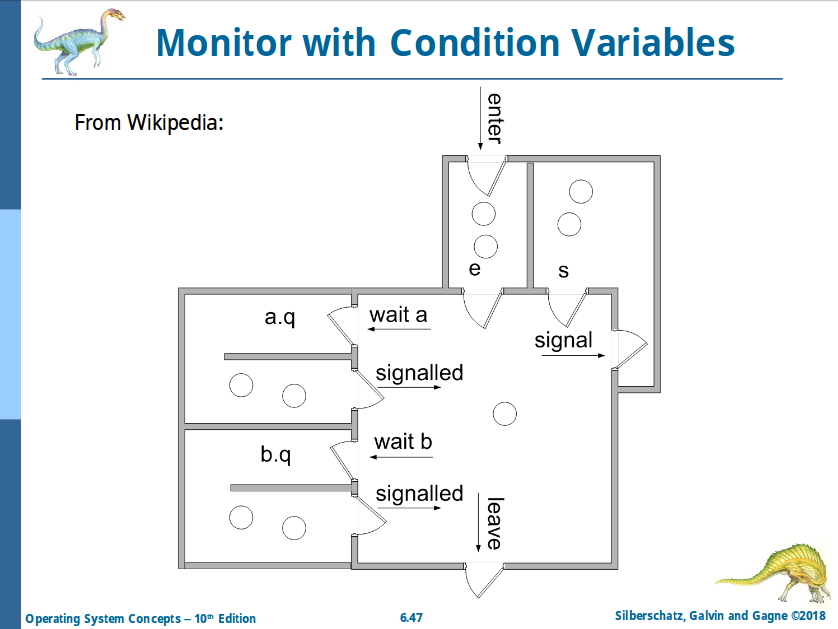 Monitor with Condition Variables
From Wikipedia:
enter
e
s
a.q
wait a
signal
signalled
b.q
wait b
signalled
leave
Operating System Concepts – 10th Edition
6.47
Silberschatz, Galvin and Gagne ©2018